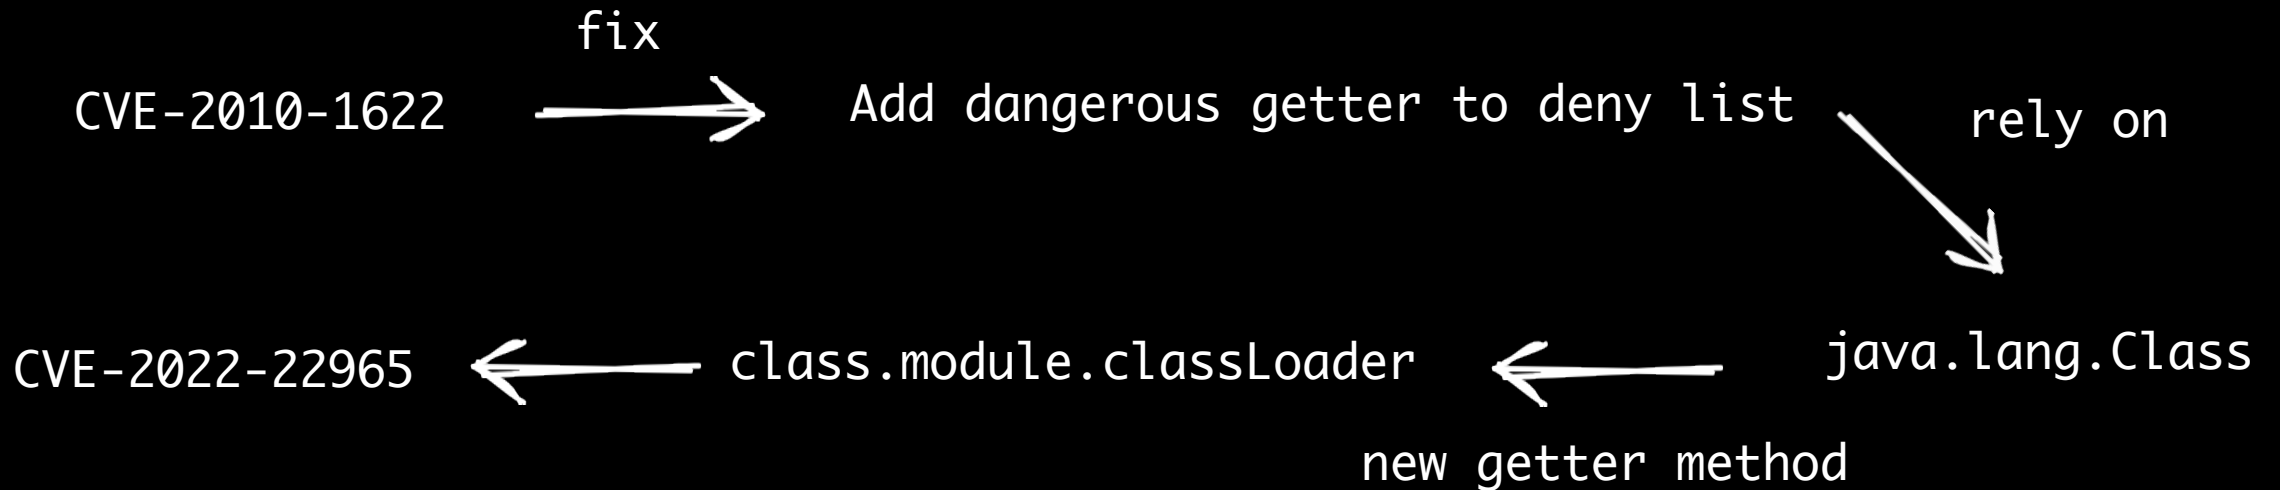 fix
CVE-2010-1622
Add dangerous getter to deny list
rely on
java.lang.Class
new getter method
class.module.classLoader
CVE-2022-22965